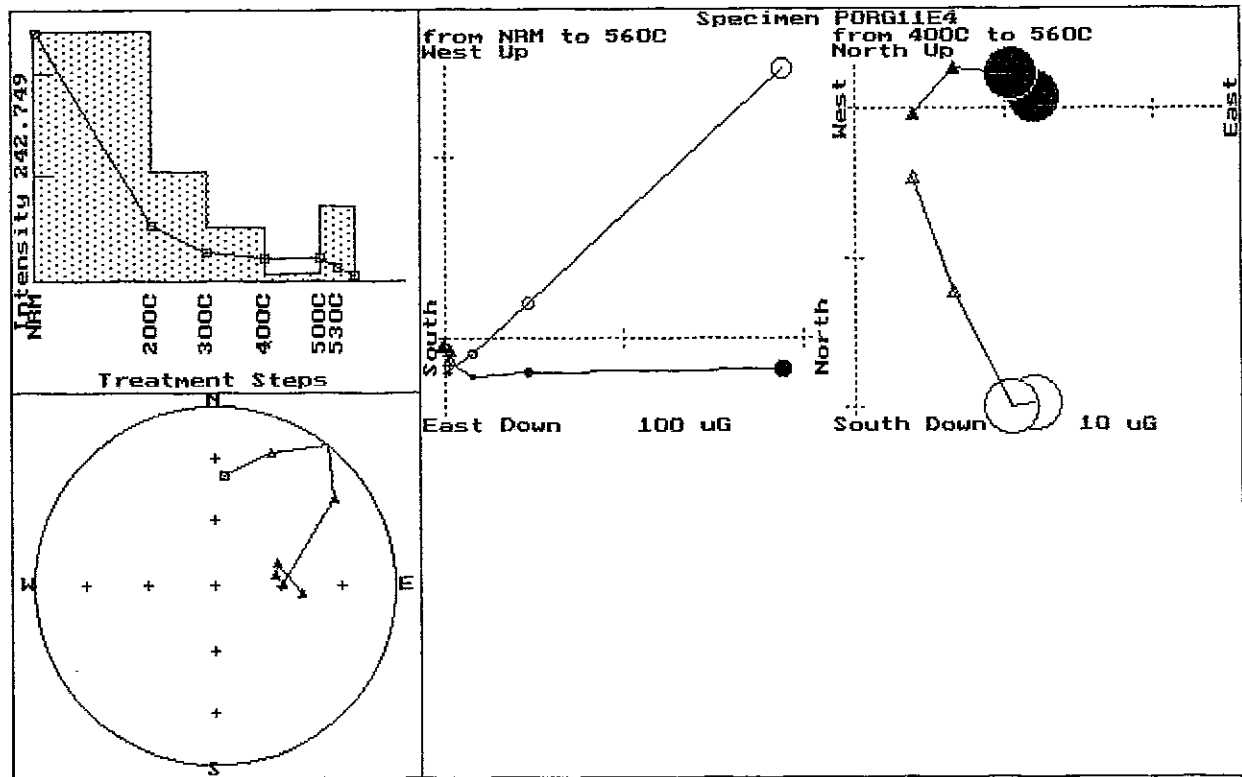 Specimen PORG11E4
from NRM to 560C
West Up
from 400C to 560C
North Up
Intensity 242.749
NRM
200C
300C
400C
500C
530C
Treatment Steps
South
North
East Down 100 uG
West
East
South Down 10 uG
N
W
E
S